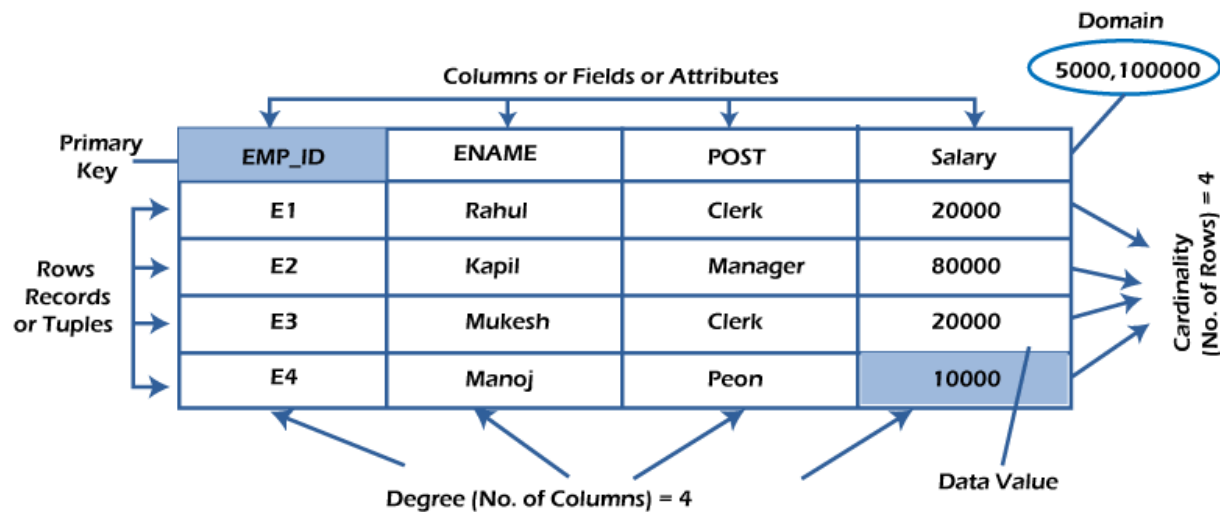 Domain
5000,100000
Columns or Fields or Attributes
Primary
Key
EMP_ID ENAME POST Salary
E1 Rahul Clerk 20000
E2 Kapil Manager 80000
E3 Mukesh Clerk 20000
E4 Manoj Peon 10000
Rows
Records
or Tuples
Cardinality
(No. of Rows) = 4
Degree (No. of Columns) = 4
Data Value